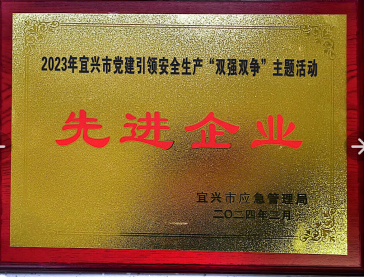 2023年宜兴市党建引领安全生产“双强双争”主题活动
先进企业
宜兴市应急管理局
二〇二四年二月